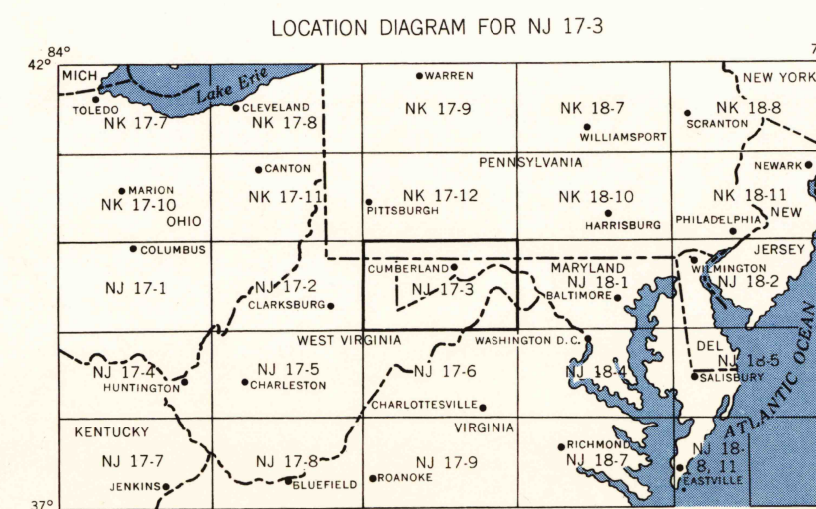 LOCATION DIAGRAM FOR NJ 17-3
84°
7
42°
MICH
Lake Erie
WARREN
NEW YORK
TOLEDO
CLEVELAND
NK 17-9
NK 18-7
NK 18-8
NK 17-7
NK 17-8
SCRANTON
WILLIAMSPORT
PENNSYLVANIA
NEWARK
CANTON
MARION
NK 17-11
NK 17-12
NK 18-10
NK 18-11
NK 17-10
PITTSBURGH
OHIO
HARRISBURG
PHILADELPHIA
NEW
JERSEY
COLUMBUS
CUMBERLAND
MARYLAND
WILMINGTON
NJ 17-1
NJ 17-2
NJ 17-3
NJ 18-1
NJ 18-2
CLARKSBURG
BALTIMORE
WEST VIRGINIA
WASHINGTON D.C.
DEL
NJ 17-4
NJ 17-5
NJ 17-6
NJ 18-4
NJ 18-5
HUNTINGTON
CHARLESTON
SALISBURY
ATLANTIC OCEAN
CHARLOTTESVILLE
KENTUCKY
VIRGINIA
RICHMOND
NJ 17-7
NJ 17-8
NJ 17-9
NJ 18-7
NJ 18-
8, 11
JENKINS
BLUEFIELD
ROANOKE
EASTVILLE
37°